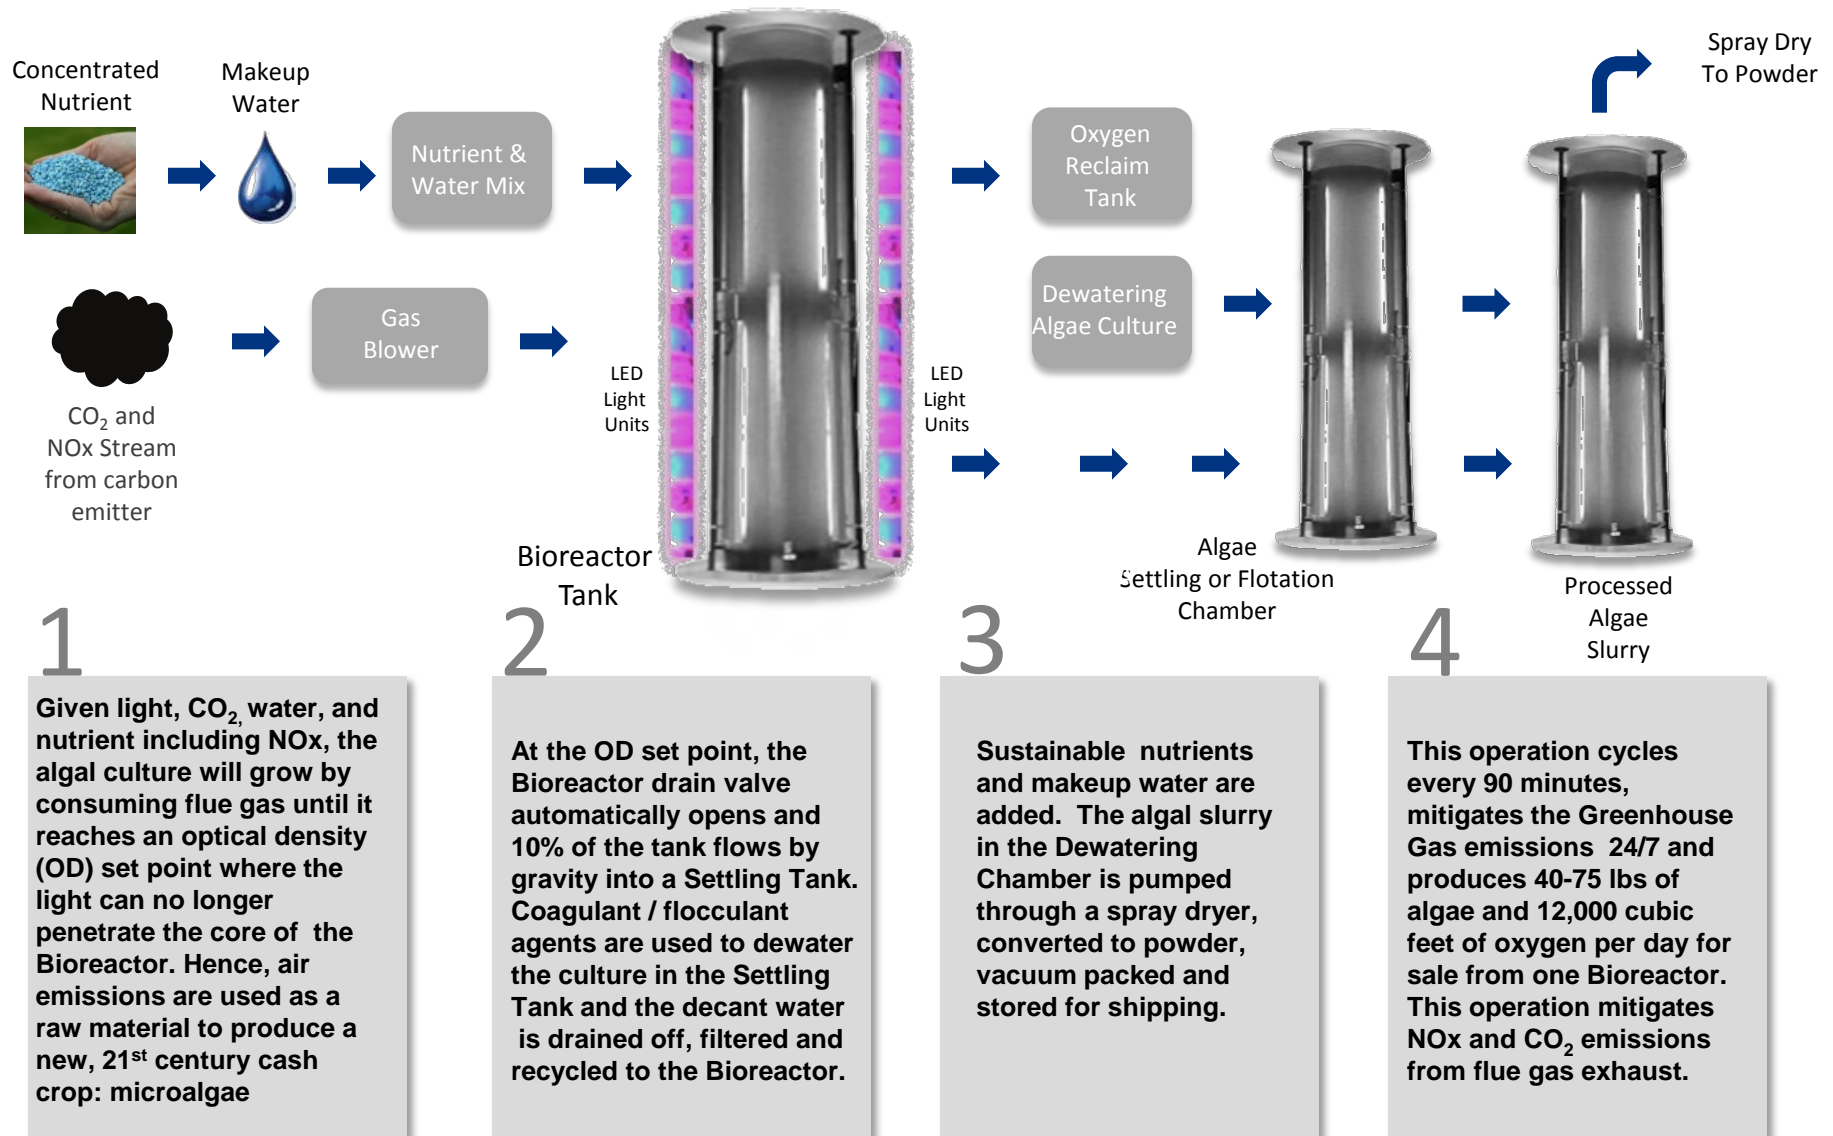 Concentrated
Nutrient
Makeup
Water
Nutrient &
Water Mix
Oxygen
Reclaim
Tank
Spray Dry
To Powder
Gas
Blower
Dewatering
Algae Culture
CO₂ and
NOx Stream
from carbon
emitter
LED
Light
Units
LED
Light
Units
Bioreactor
Tank
Algae
Settling or Flotation
Chamber
Processed
Algae
Slurry
1
Given light, CO₂, water, and
nutrient including NOx, the
algal culture will grow by
consuming flue gas until it
reaches an optical density
(OD) set point where the
light can no longer
penetrate the core of the
Bioreactor. Hence, air
emissions are used as a
raw material to produce a
new, 21st century cash
crop: microalgae
2
At the OD set point, the
Bioreactor drain valve
automatically opens and
10% of the tank flows by
gravity into a Settling Tank.
Coagulant / flocculant
agents are used to dewater
the culture in the Settling
Tank and the decant water
is drained off, filtered and
recycled to the Bioreactor.
3
Sustainable nutrients
and makeup water are
added. The algal slurry
in the Dewatering
Chamber is pumped
through a spray dryer,
converted to powder,
vacuum packed and
stored for shipping.
4
This operation cycles
every 90 minutes,
mitigates the Greenhouse
Gas emissions 24/7 and
produces 40-75 lbs of
algae and 12,000 cubic
feet of oxygen per day for
sale from one Bioreactor.
This operation mitigates
NOx and CO₂ emissions
from flue gas exhaust.